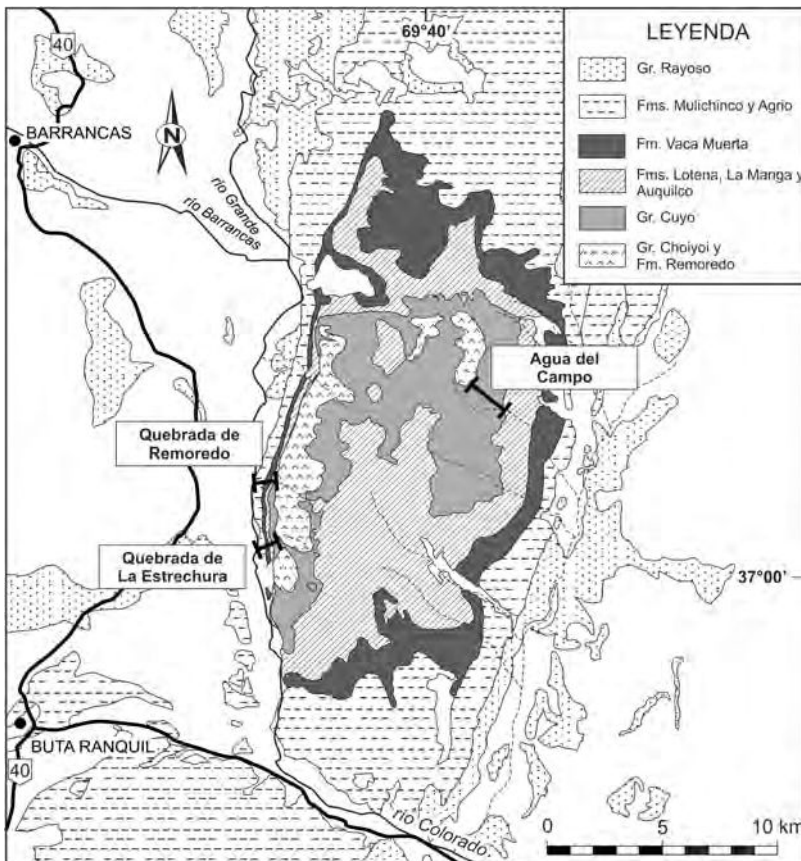 69°40'
40
BARRANCAS
N
río Grande
río Barrancas
LEYENDA
Gr. Rayoso
Fms. Mulichinco y Agrio
Fm. Vaca Muerta
Fms. Lotena, La Manga y
Auquilco
Gr. Cuyo
Gr. Choiyoi y
Fm. Remoredo
Agua del
Campo
Quebrada de
Remoredo
Quebrada de
La Estrechura
37°00'
BUTA RANQUIL
40
río Colorado
0 5 10 km